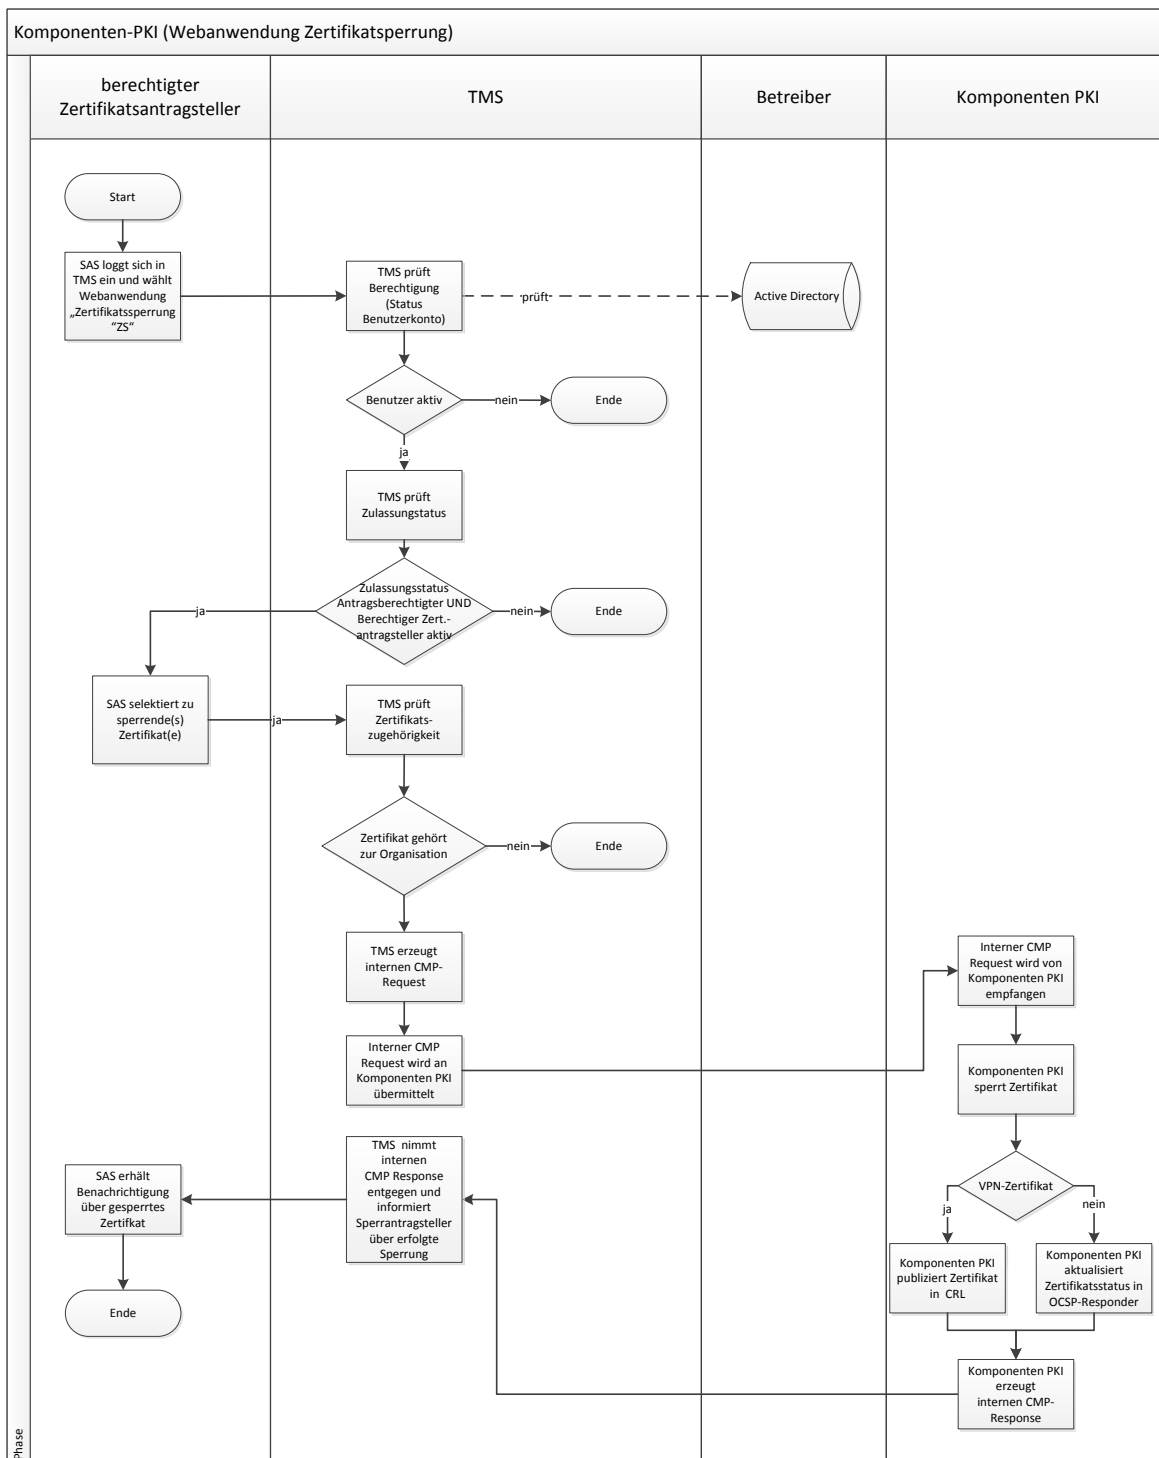 Komponenten-PKI (Webanwendung Zertifikatsperrung)
berechtigter
Zertifikatsantragsteller
TMS
Betreiber
Komponenten PKI
Start
SAS loggt sich in
TMS ein und wählt
Webanwendung
„Zertifikatssperrung
“ZS“
TMS prüft
Berechtigung
(Status
Benutzerkonto)
prüft
Active Directory
Benutzer aktiv
nein
Ende
ja
TMS prüft
Zulassungstatus
Zulassungsstatus
Antragsberechtigter UND
Berechtiger Zert.-
antragsteller aktiv
nein
Ende
ja
SAS selektiert zu
sperrende(s)
Zertifikat(e)
ja
TMS prüft
Zertifikats-
zugehörigkeit
Zertifikat gehört
zur Organisation
nein
Ende
TMS erzeugt
internen CMP-
Request
Interner CMP
Request wird an
Komponenten PKI
übermittelt
Interner CMP
Request wird von
Komponenten PKI
empfangen
Komponenten PKI
sperrt Zertifikat
VPN-Zertifikat
ja
nein
Komponenten PKI
publiziert Zertifikat
in CRL
Komponenten PKI
aktualisiert
Zertifikatsstatus in
OCSP-Responder
Komponenten PKI
erzeugt
internen CMP-
Response
TMS nimmt
internen
CMP Response
entgegen und
informiert
Sperrantragsteller
über erfolgte
Sperrung
SAS erhält
Benachrichtigung
über gesperrtes
Zertifkat
Ende
Phase